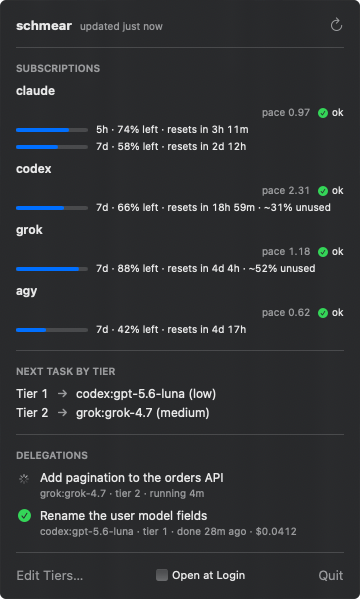 schmear updated just now
SUBSCRIPTIONS
claude
pace 0.97 ok
5h · 74% left · resets in 3h 11m
7d · 58% left · resets in 2d 12h
codex
pace 2.31 ok
7d · 66% left · resets in 18h 59m · ~31% unused
grok
pace 1.18 ok
7d · 88% left · resets in 4d 4h · ~52% unused
agy
pace 0.62 ok
7d · 42% left · resets in 4d 17h
NEXT TASK BY TIER
Tier 1 → codex:gpt-5.6-luna (low)
Tier 2 → grok:grok-4.7 (medium)
DELEGATIONS
Add pagination to the orders API
grok:grok-4.7 · tier 2 · running 4m
Rename the user model fields
codex:gpt-5.6-luna · tier 1 · done 28m ago · $0.0412
Edit Tiers... Open at Login Quit